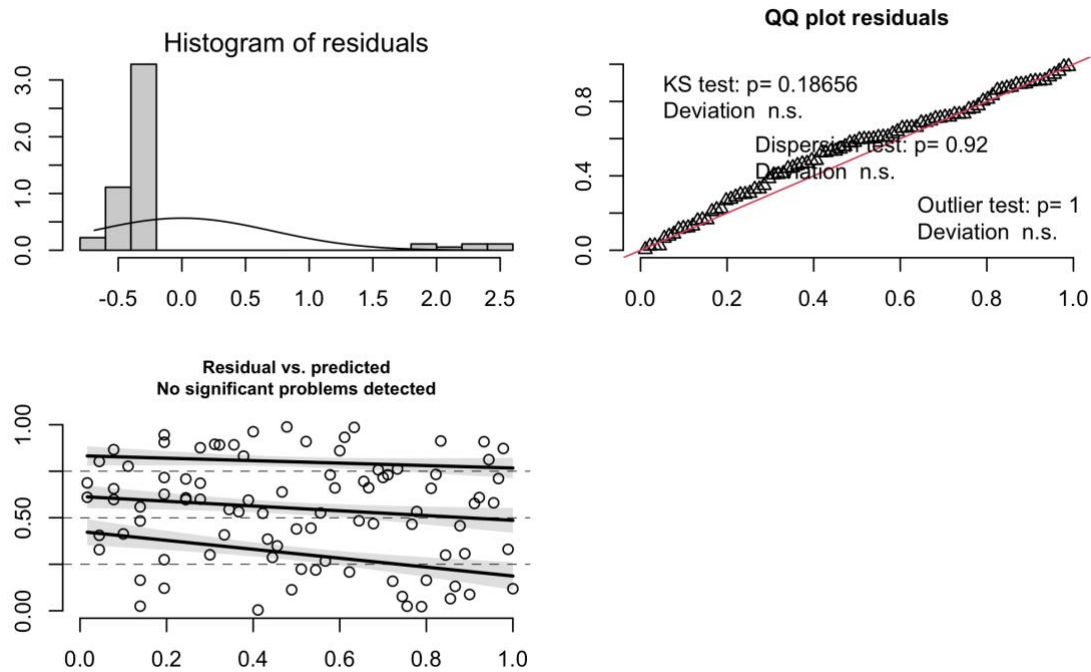 Histogram of residuals
3.0
2.0
1.0
0.0
-0.5 0.0 0.5 1.0 1.5 2.0 2.5
QQ plot residuals
KS test: p= 0.18656
Deviation n.s.
Dispersion test: p= 0.92
Deviation n.s.
Outlier test: p= 1
Deviation n.s.
0.8
0.4
0.0
0.0 0.2 0.4 0.6 0.8 1.0
Residual vs. predicted
No significant problems detected
1.00
0.50
0.00
0.0 0.2 0.4 0.6 0.8 1.0